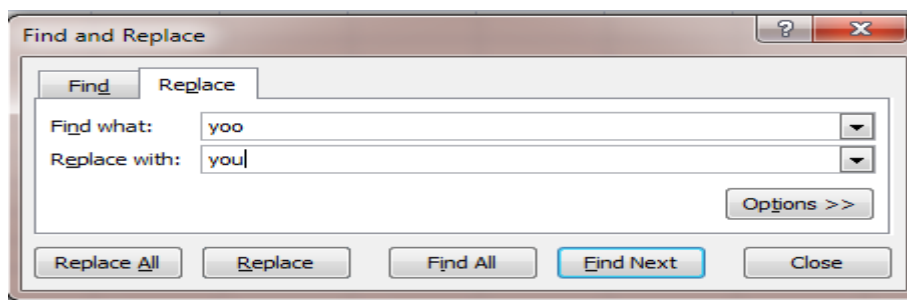 Find and Replace
Find Replace
Find what: yoo
Replace with: you
Options >>
Replace All Replace Find All Find Next Close